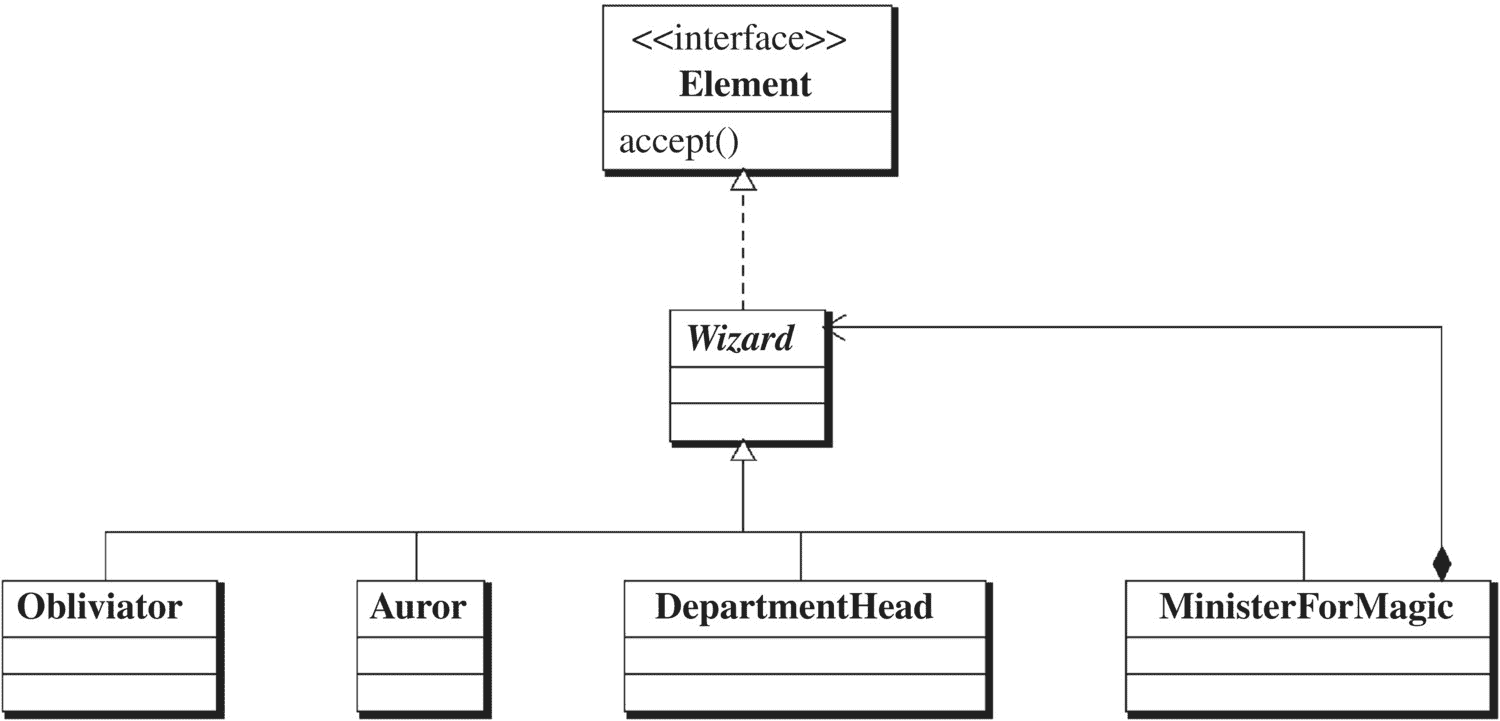 <<interface>>
Element
accept()
Wizard
Obliviator
Auror
DepartmentHead
MinisterForMagic